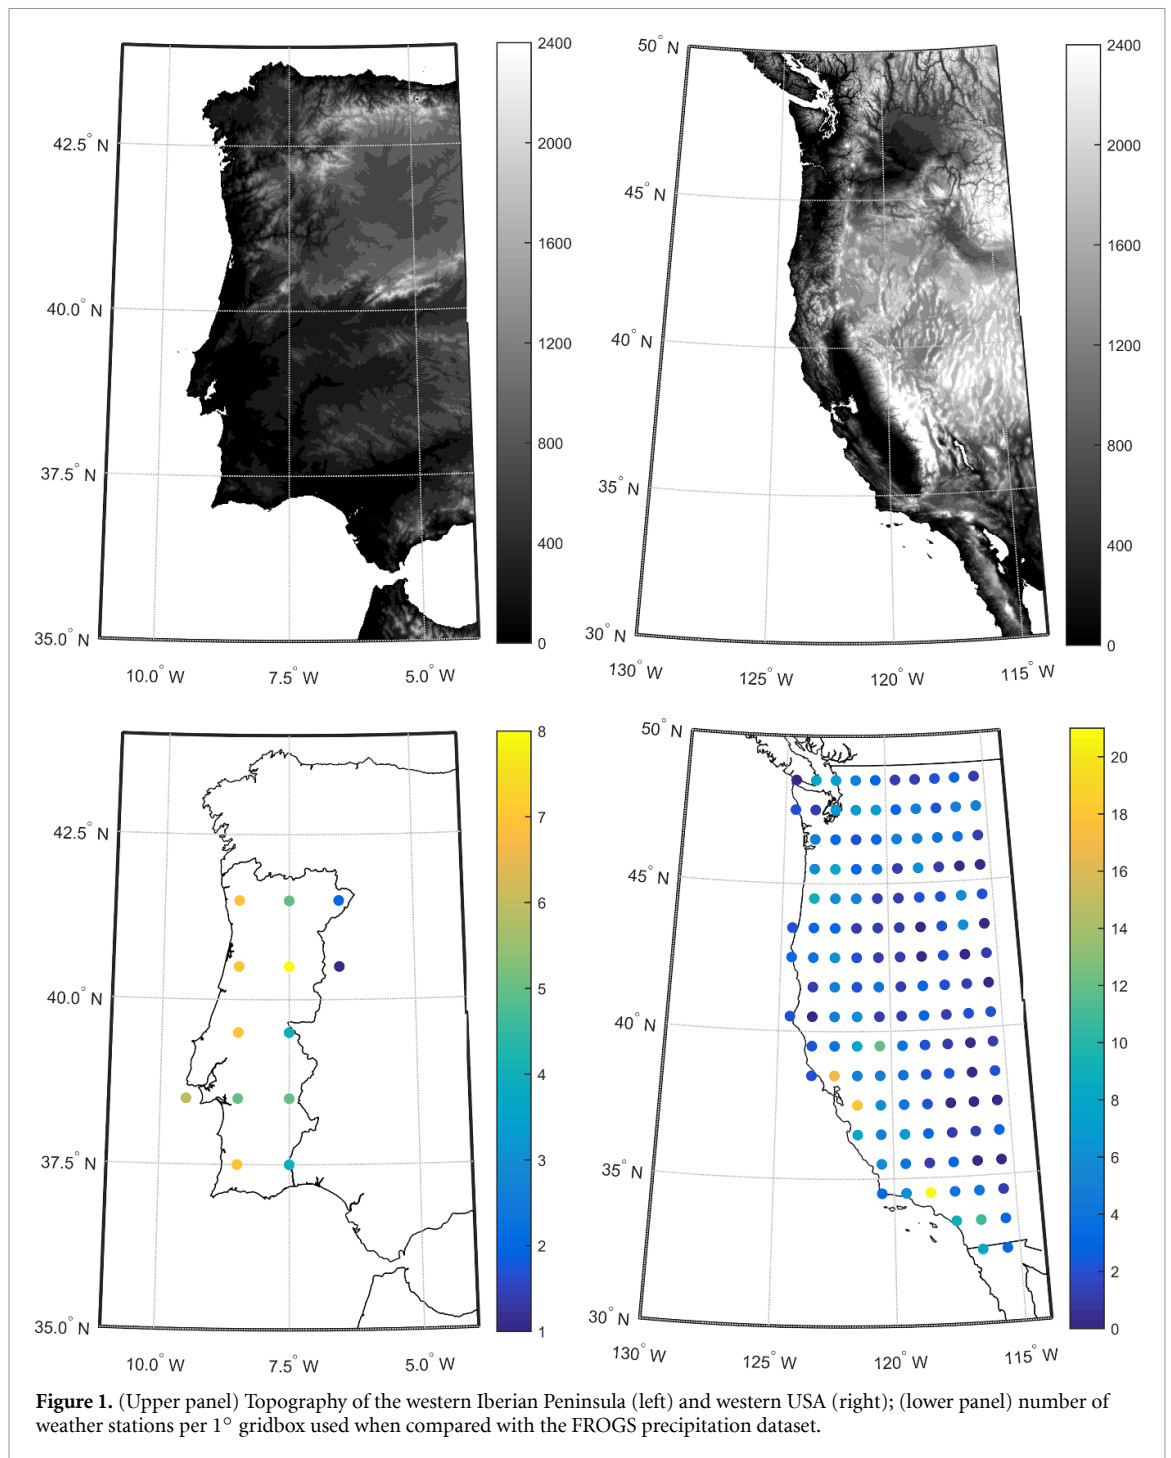 42.5° N
40.0° N
37.5° N
35.0° N
10.0° W
7.5° W
5.0° W
2400
2000
1600
1200
800
400
0
50° N
45° N
40° N
35° N
30° N
130° W
125° W
120° W
115° W
2400
2000
1600
1200
800
400
0
42.5° N
40.0° N
37.5° N
35.0° N
10.0° W
7.5° W
5.0° W
8
7
6
5
4
3
2
1
50° N
45° N
40° N
35° N
30° N
130° W
125° W
120° W
115° W
20
18
16
14
12
10
8
6
4
2
0
Figure 1. (Upper panel) Topography of the western Iberian Peninsula (left) and western USA (right); (lower panel) number of
weather stations per 1° gridbox used when compared with the FROGS precipitation dataset.